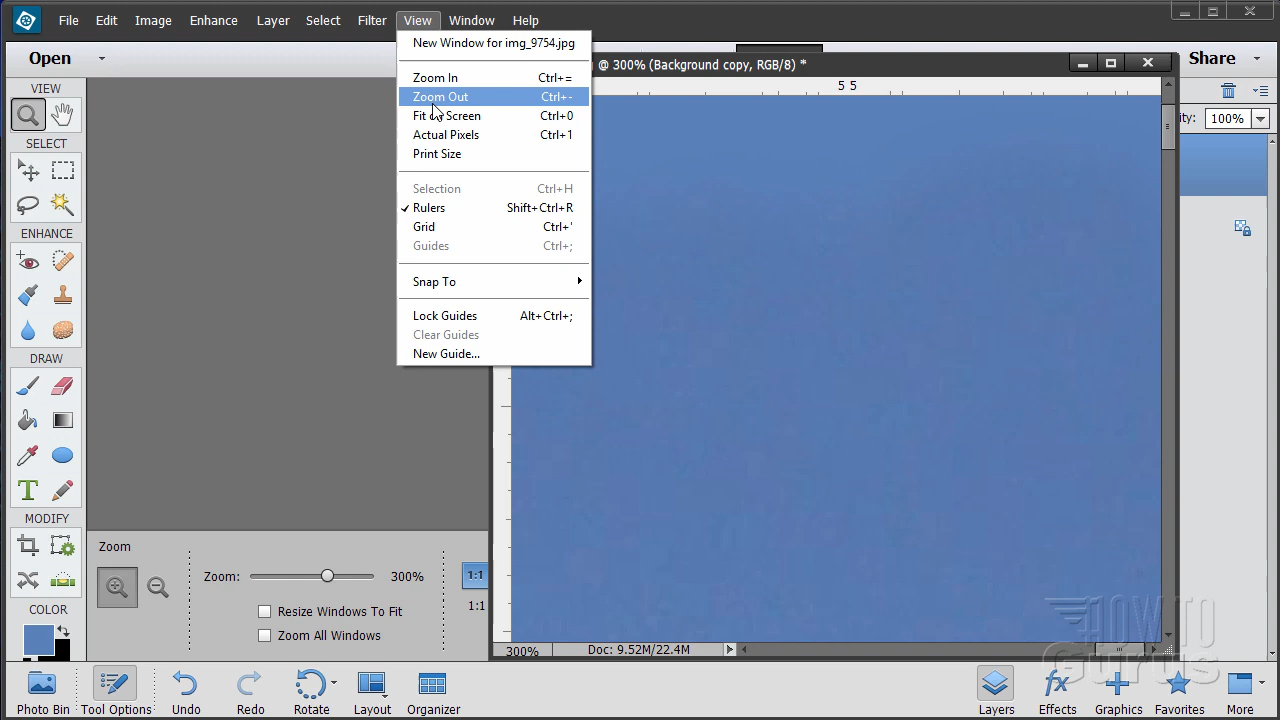 File Edit Image Enhance Layer Select Filter View Window Help
Open
Share
New Window for img_9754.jpg
Zoom In Ctrl+=
Zoom Out Ctrl+-
Screen Ctrl+0
Actual Pixels Ctrl+1
Print Size
Selection Ctrl+H
Rulers Shift+Ctrl+R
Grid Ctrl+'
Guides Ctrl+;
Snap To
Lock Guides Alt+Ctrl+;
Clear Guides
New Guide...
@ 300% (Background copy, RGB/8) *
5 5
100%
VIEW
SELECT
ENHANCE
DRAW
MODIFY
COLOR
Zoom
Zoom: 300%
Resize Windows To Fit
Zoom All Windows
1:1
1:1
300% Doc: 9.52M/22.4M
HOW TO
Gurus
Photo Bin Tool Options Undo Redo Rotate Layout Organizer Layers Effects Graphics Favorites More